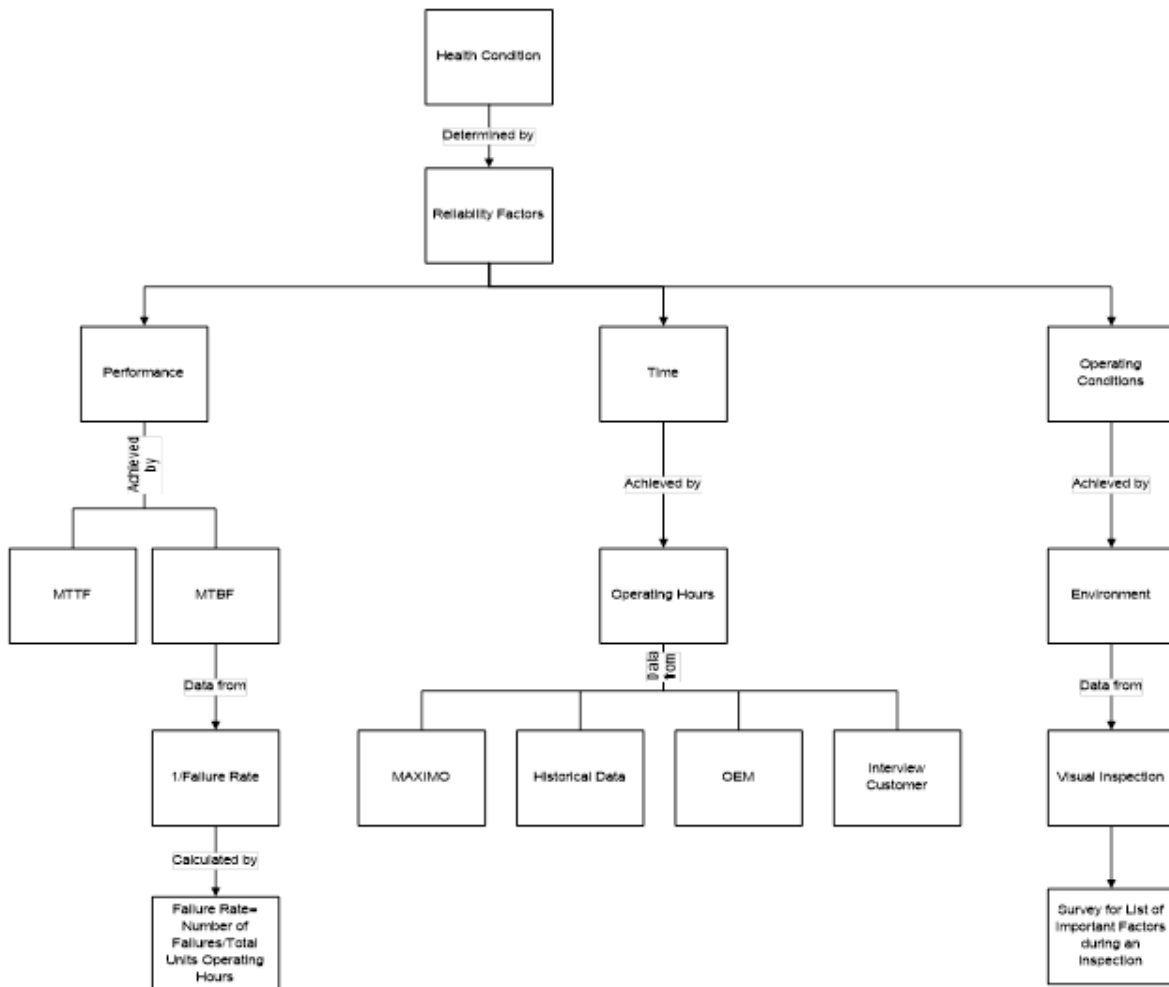 Health Condition
Determined by
Reliability Factors
Performance
Time
Operating
Conditions
Achieved
by
Achieved by
Achieved by
MTTF
MTBF
Operating Hours
Environment
Data from
Data
from
Data from
1/Failure Rate
MAXIMO
Historical Data
OEM
Interview
Customer
Visual Inspection
Calculated by
Failure Rate=
Number of
Failures/Total
Units Operating
Hours
Survey for List of
Important Factors
during an
Inspection